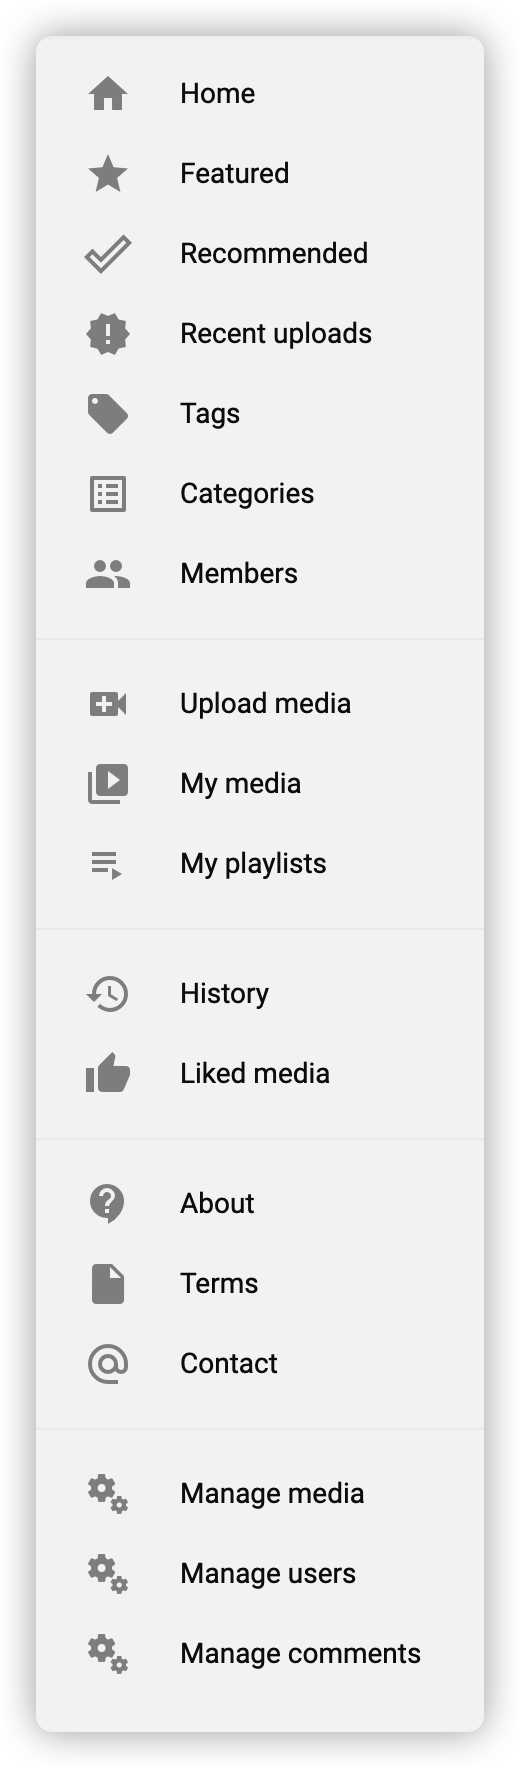 Home
Featured
Recommended
Recent uploads
Tags
Categories
Members
Upload media
My media
My playlists
History
Liked media
About
Terms
Contact
Manage media
Manage users
Manage comments